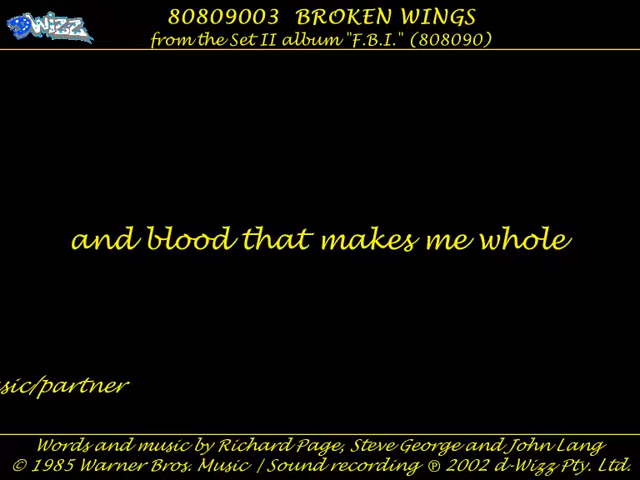 dWizz
80809003 BROKEN WINGS
from the Set II album "F.B.I." (808090)
and blood that makes me whole
sic/partner
Words and music by Richard Page, Steve George and John Lang
© 1985 Warner Bros. Music | Sound recording ℗ 2002 d-Wizz Pty. Ltd.